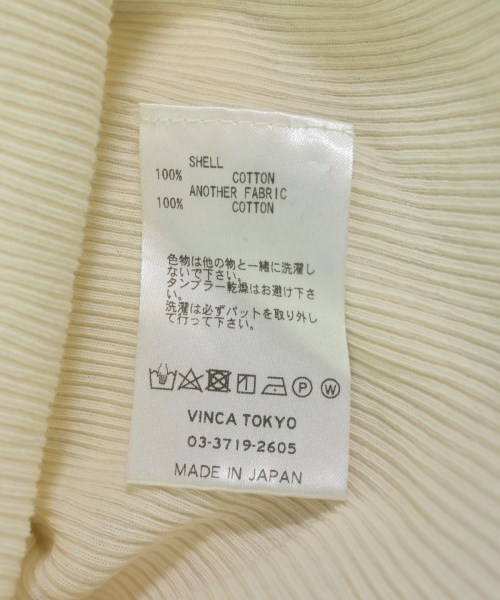 SHELL
100% COTTON
ANOTHER FABRIC
100% COTTON
色物は他の物と一緒に洗濯し
ないで下さい。
タンブラー乾燥はお避け下さ
い。
洗濯は必ずパットを取り外し
て行って下さい。
P W
VINCA TOKYO
03-3719-2605
MADE IN JAPAN